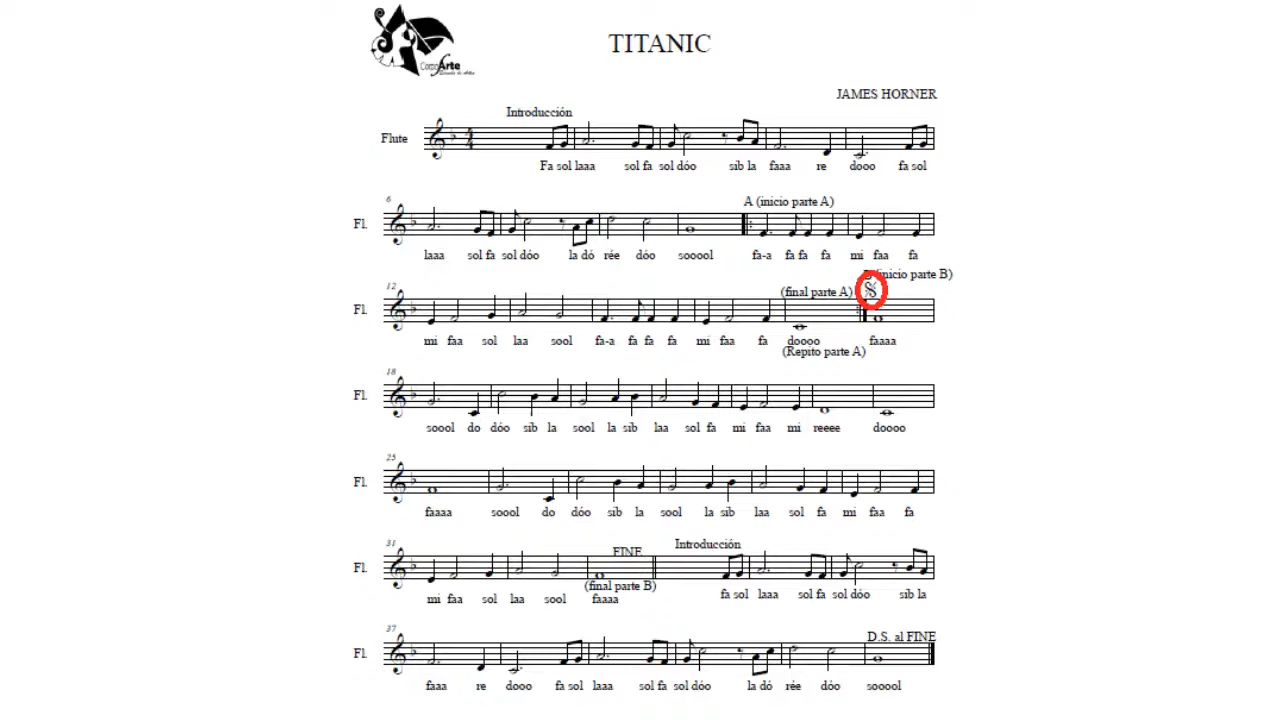 CorpoArte
Escuela de Artes
TITANIC
JAMES HORNER
Introducción
Flute
Fa sol laaa sol fa sol dóo sib la faaa re dooo fa sol
6
A (inicio parte A)
Fl.
laaa sol fa sol dóo la dó rée dóo sooool fa-a fa fa fa mi faa fa
(inicio parte B)
12
(final parte A)
Fl.
mi faa sol laa sool fa-a fa fa fa mi faa fa doooo faaaa
(Repito parte A)
18
Fl.
soool do dóo sib la sool la sib laa sol fa mi faa mi reeee doooo
25
Fl.
faaaa soool do dóo sib la sool la sib laa sol fa mi faa fa
31
FINE
Introducción
Fl.
(final parte B)
mi faa sol laa sool faaaa fa sol laaa sol fa sol dóo sib la
37
D.S. al FINE
Fl.
faaa re dooo fa sol laaa sol fa sol dóo la dó rée dóo sooool